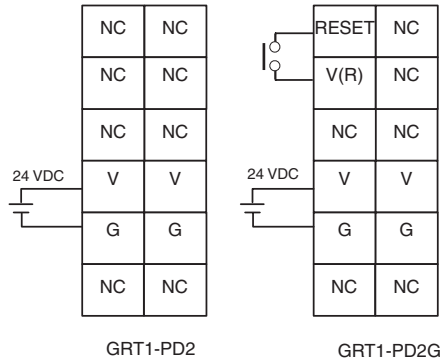 NC NC
NC NC
NC NC
24 VDC V V
G G
NC NC
GRT1-PD2
RESET NC
V(R) NC
NC NC
24 VDC V V
G G
NC NC
GRT1-PD2G